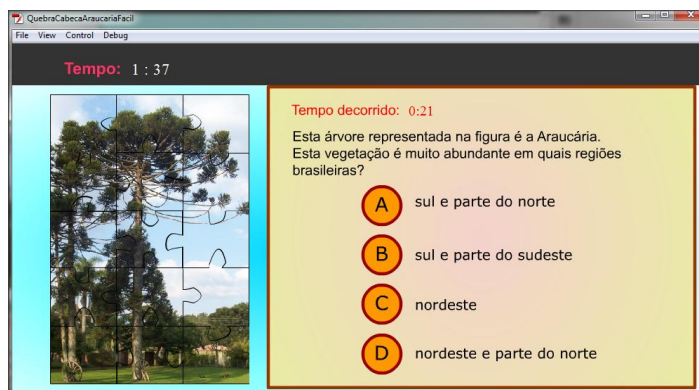 QuebraCabecaAraucariaFacil
File View Control Debug
Tempo: 1 : 37
Tempo decorrido: 0:21
Esta árvore representada na figura é a Araucária.
Esta vegetação é muito abundante em quais regiões
brasileiras?
A sul e parte do norte
B sul e parte do sudeste
C nordeste
D nordeste e parte do norte